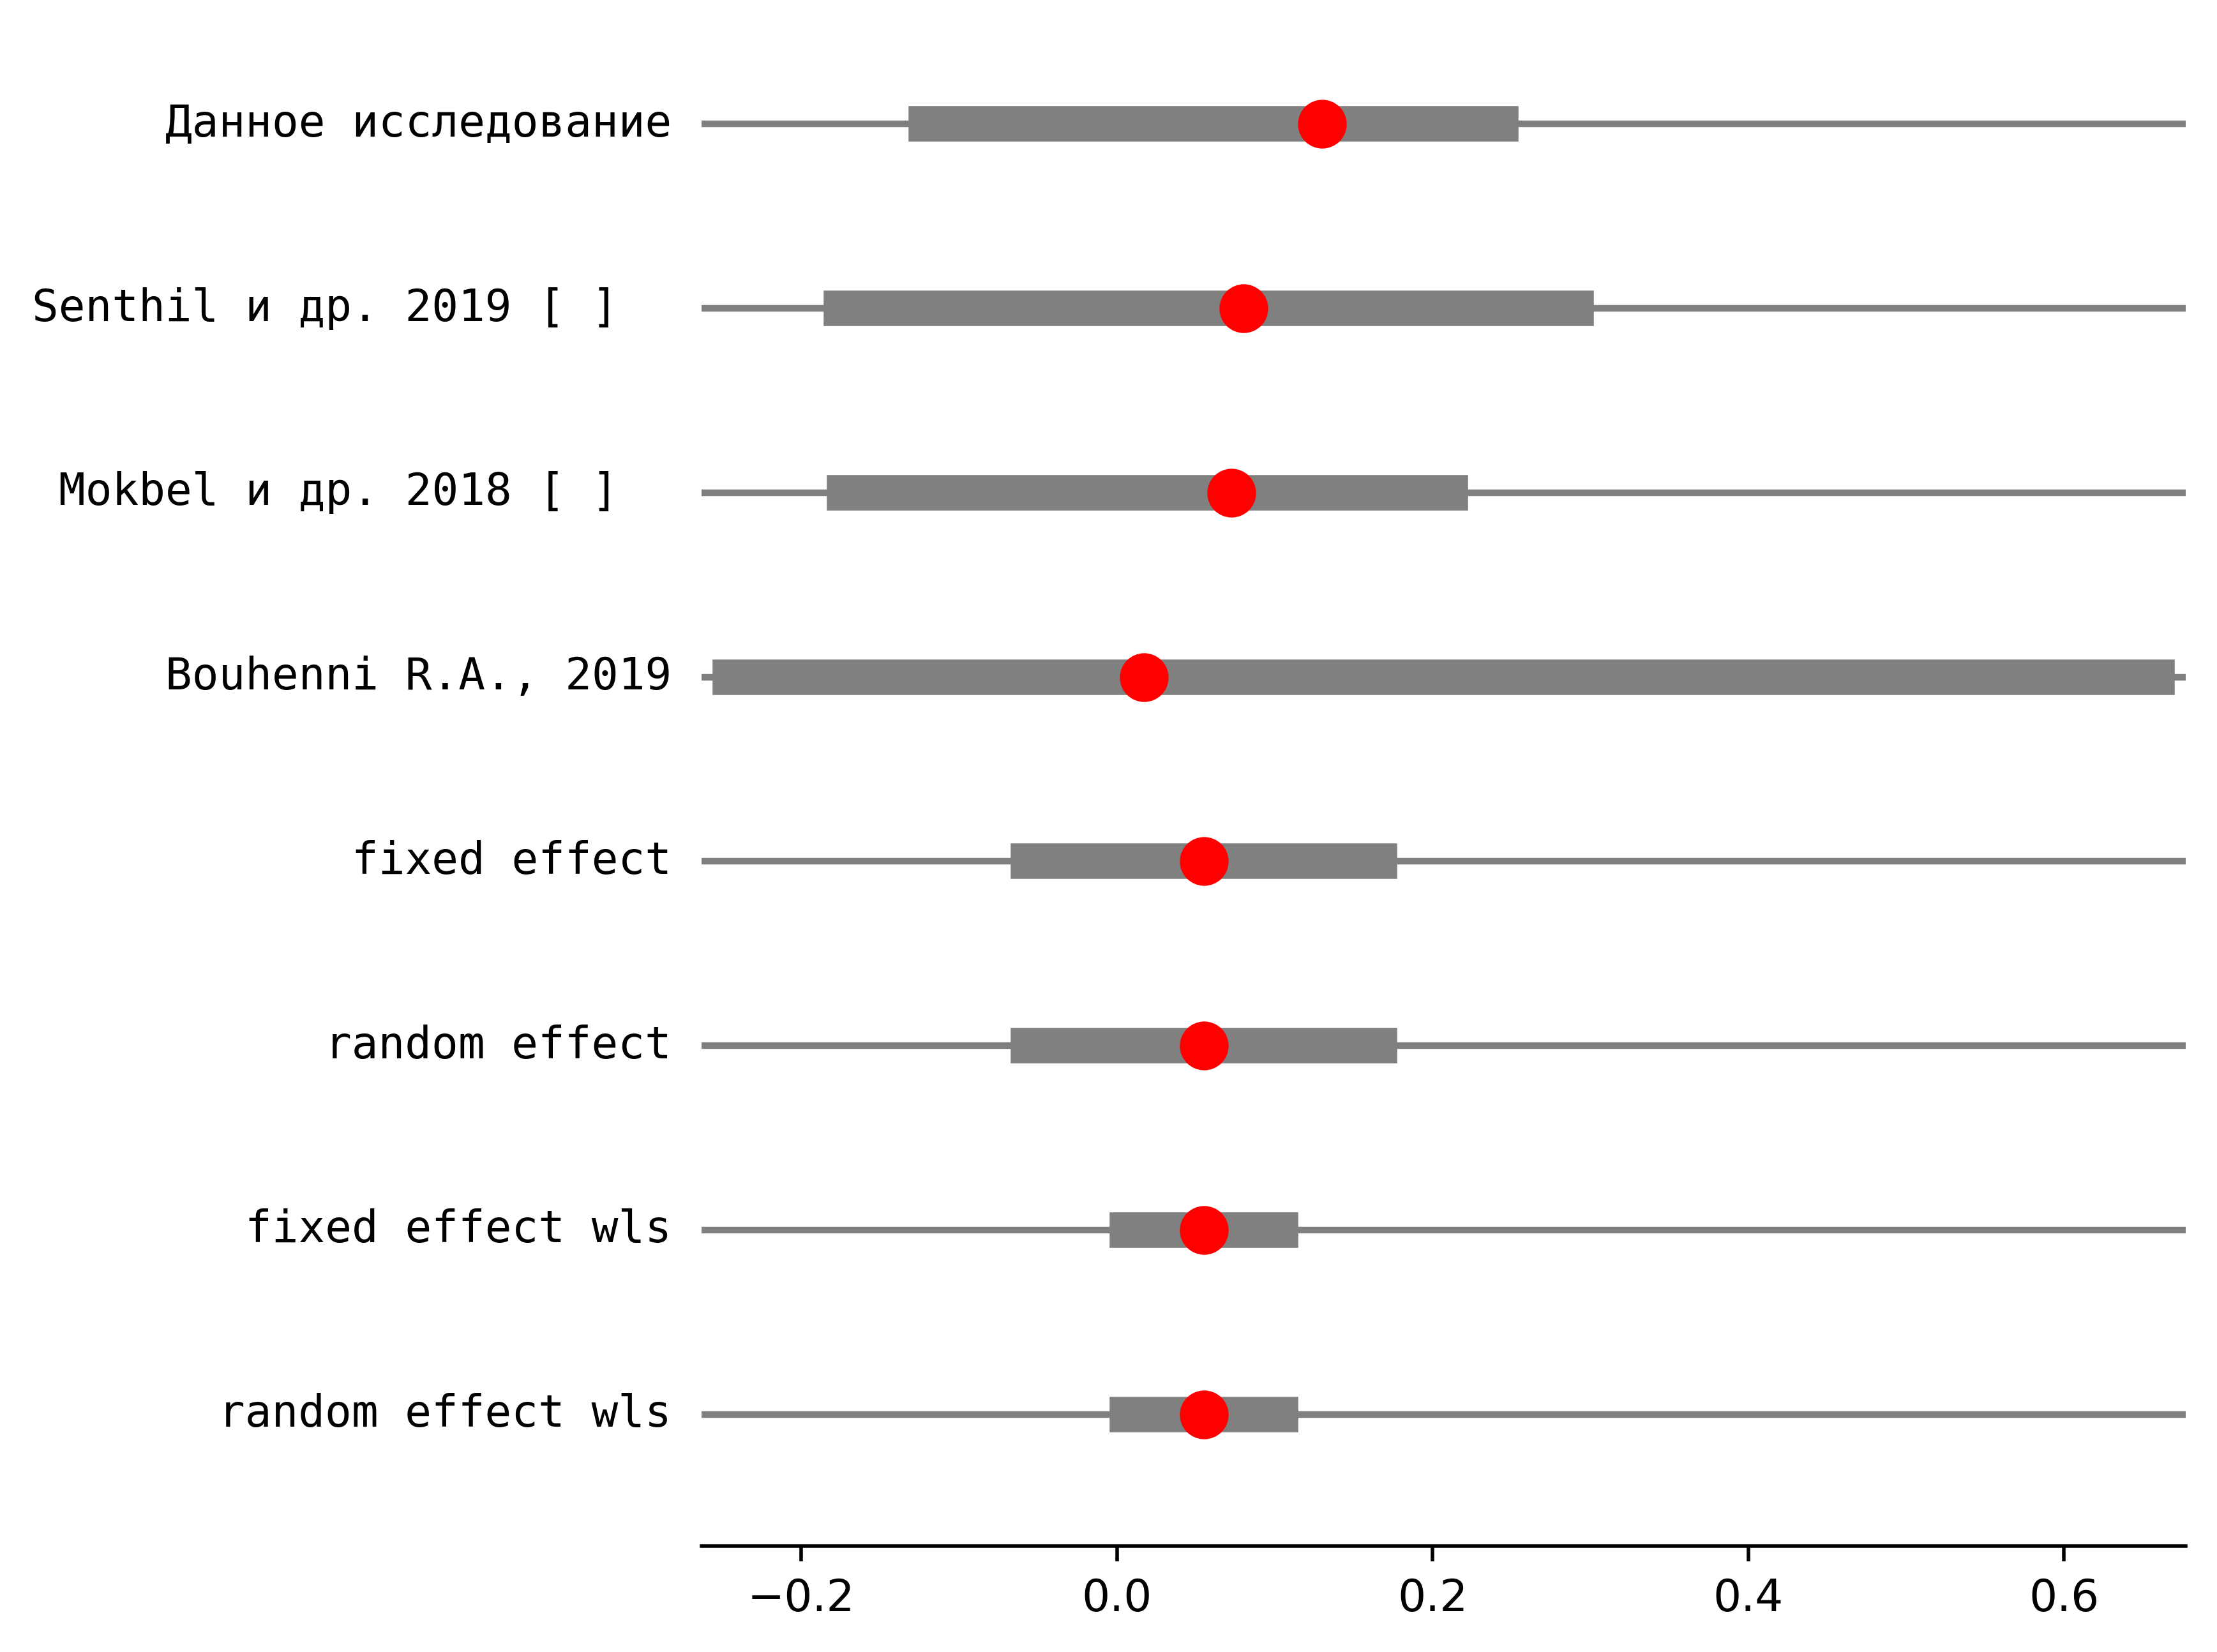 Данное исследование
Senthil и др. 2019 [ ]
Mokbel и др. 2018 [ ]
Bouhenni R.A., 2019
fixed effect
random effect
fixed effect wls
random effect wls
−0.2 0.0 0.2 0.4 0.6